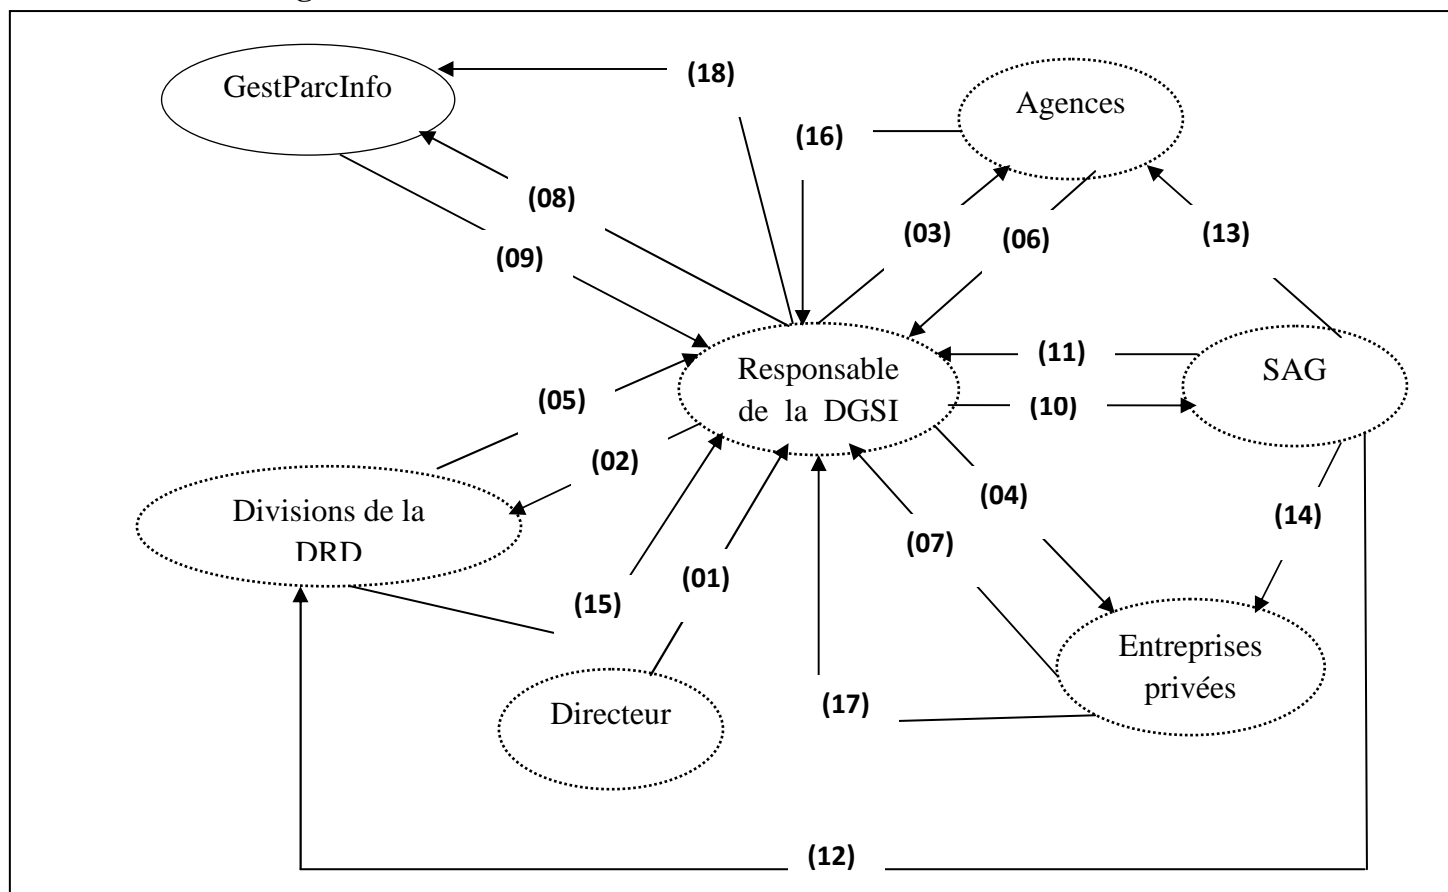 GestParcInfo
(18)
Agences
(16)
(08)
(03)
(06)
(13)
(09)
Responsable
de la DGSI
(11)
SAG
(05)
(10)
(02)
(04)
Divisions de la
DRD
(14)
(07)
(01)
(15)
Entreprises
privées
Directeur
(17)
(12)